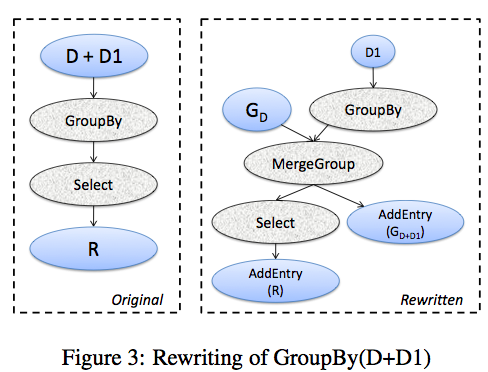 D + D1
GroupBy
Select
R
Original
D1
G_D
GroupBy
MergeGroup
Select
AddEntry
(G_{D+D1})
AddEntry
(R)
Rewritten
Figure 3: Rewriting of GroupBy(D+D1)